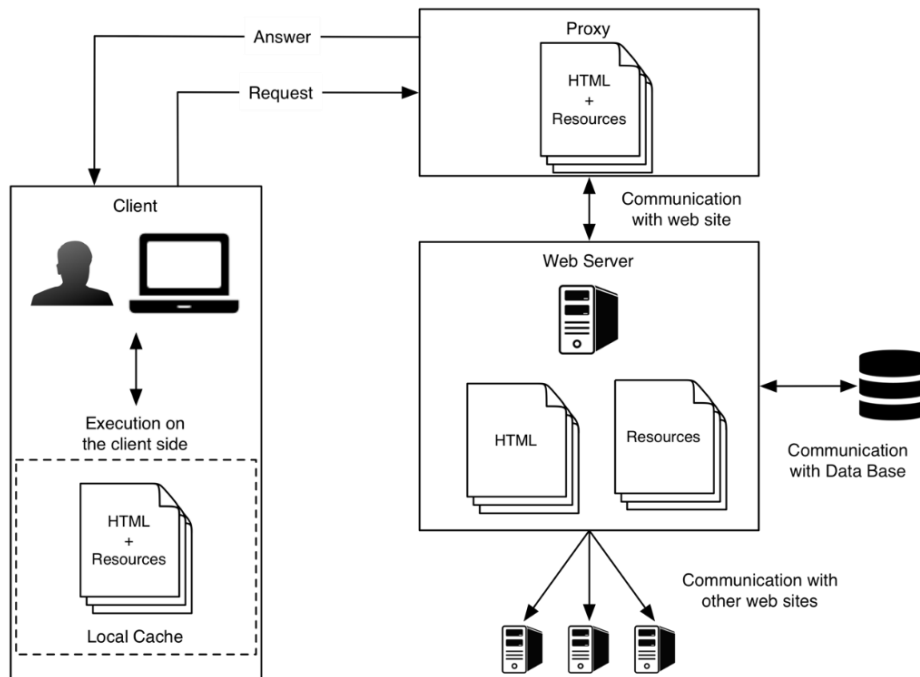 Proxy
Answer
Request
HTML
+
Resources
Communication
with web site
Client
Web Server
Execution on
the client side
HTML
Resources
Communication
with Data Base
HTML
+
Resources
Local Cache
Communication with
other web sites